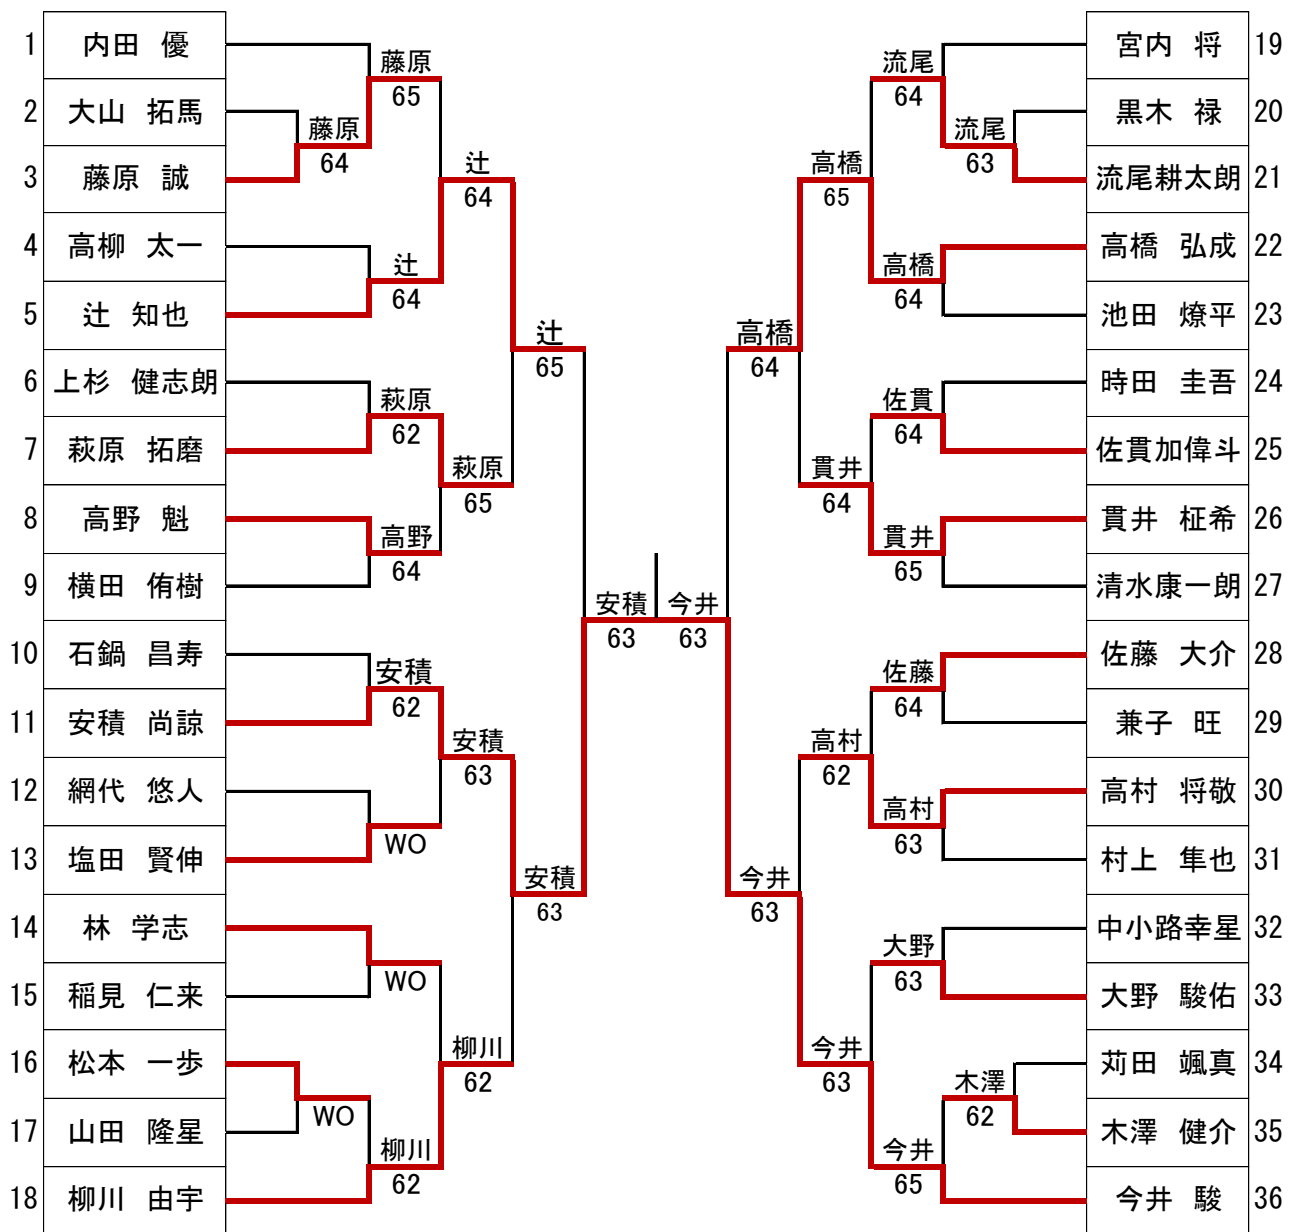 1 内田 優
2 大山 拓馬
3 藤原 誠
4 高柳 太一
5 辻 知也
6 上杉 健志朗
7 萩原 拓磨
8 高野 魁
9 横田 侑樹
10 石鍋 昌寿
11 安積 尚諒
12 網代 悠人
13 塩田 賢伸
14 林 学志
15 稲見 仁来
16 松本 一歩
17 山田 隆星
18 柳川 由宇
藤原
64
WO
藤原
65
辻
64
萩原
62
高野
64
安積
62
WO
WO
柳川
62
辻
64
萩原
65
安積
63
柳川
62
辻
65
安積
63
安積
63
今井
63
高橋
64
今井
63
高橋
65
貫井
64
高村
62
今井
63
流尾
64
高橋
64
佐貫
64
貫井
65
佐藤
64
高村
63
大野
63
今井
65
流尾
63
木澤
62
宮内 将 19
黒木 禄 20
流尾耕太朗 21
高橋 弘成 22
池田 燎平 23
時田 圭吾 24
佐貫加偉斗 25
貫井 柾希 26
清水康一朗 27
佐藤 大介 28
兼子 旺 29
高村 将敬 30
村上 隼也 31
中小路幸星 32
大野 駿佑 33
苅田 颯真 34
木澤 健介 35
今井 駿 36